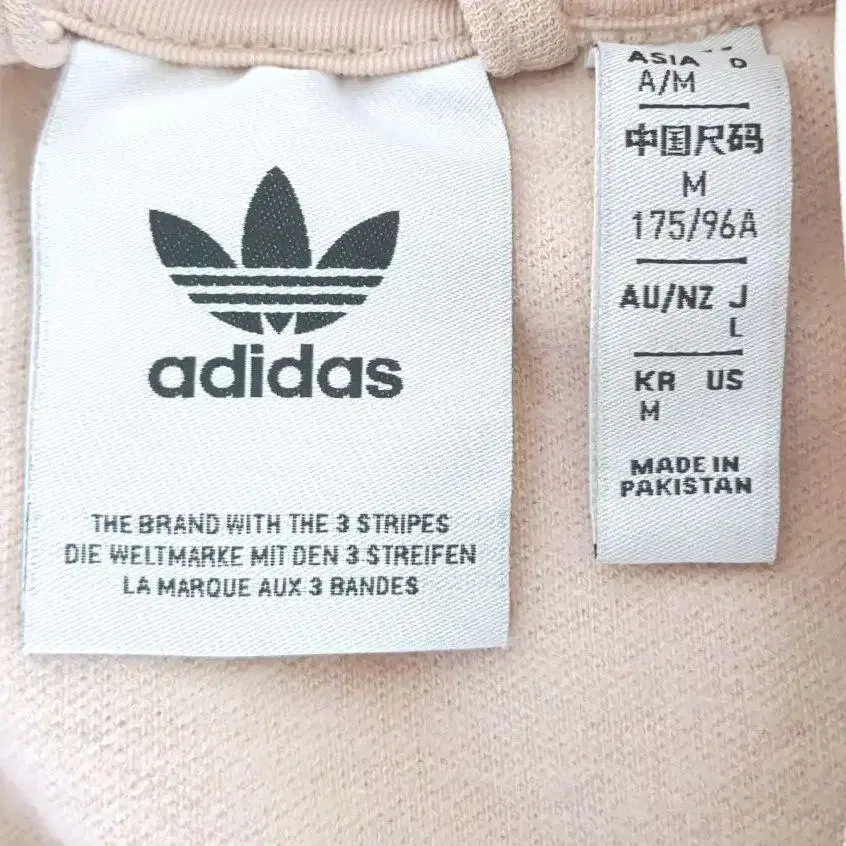 adidas
THE BRAND WITH THE 3 STRIPES
DIE WELTMARKE MIT DEN 3 STREIFEN
LA MARQUE AUX 3 BANDES
ASIA D
A/M
中国尺码
M
175/96A
AU/NZ J
L
KR US
M
MADE IN
PAKISTAN